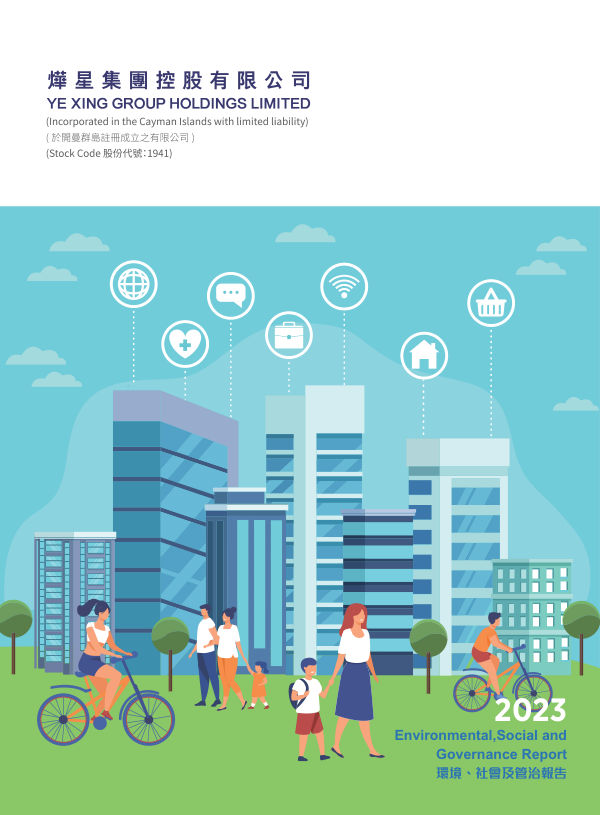 燁星集團控股有限公司
YE XING GROUP HOLDINGS LIMITED
(Incorporated in the Cayman Islands with limited liability)
(於開曼群島註冊成立之有限公司)
(Stock Code 股份代號:1941)
2023
Environmental,Social and
Governance Report
環境、社會及管治報告